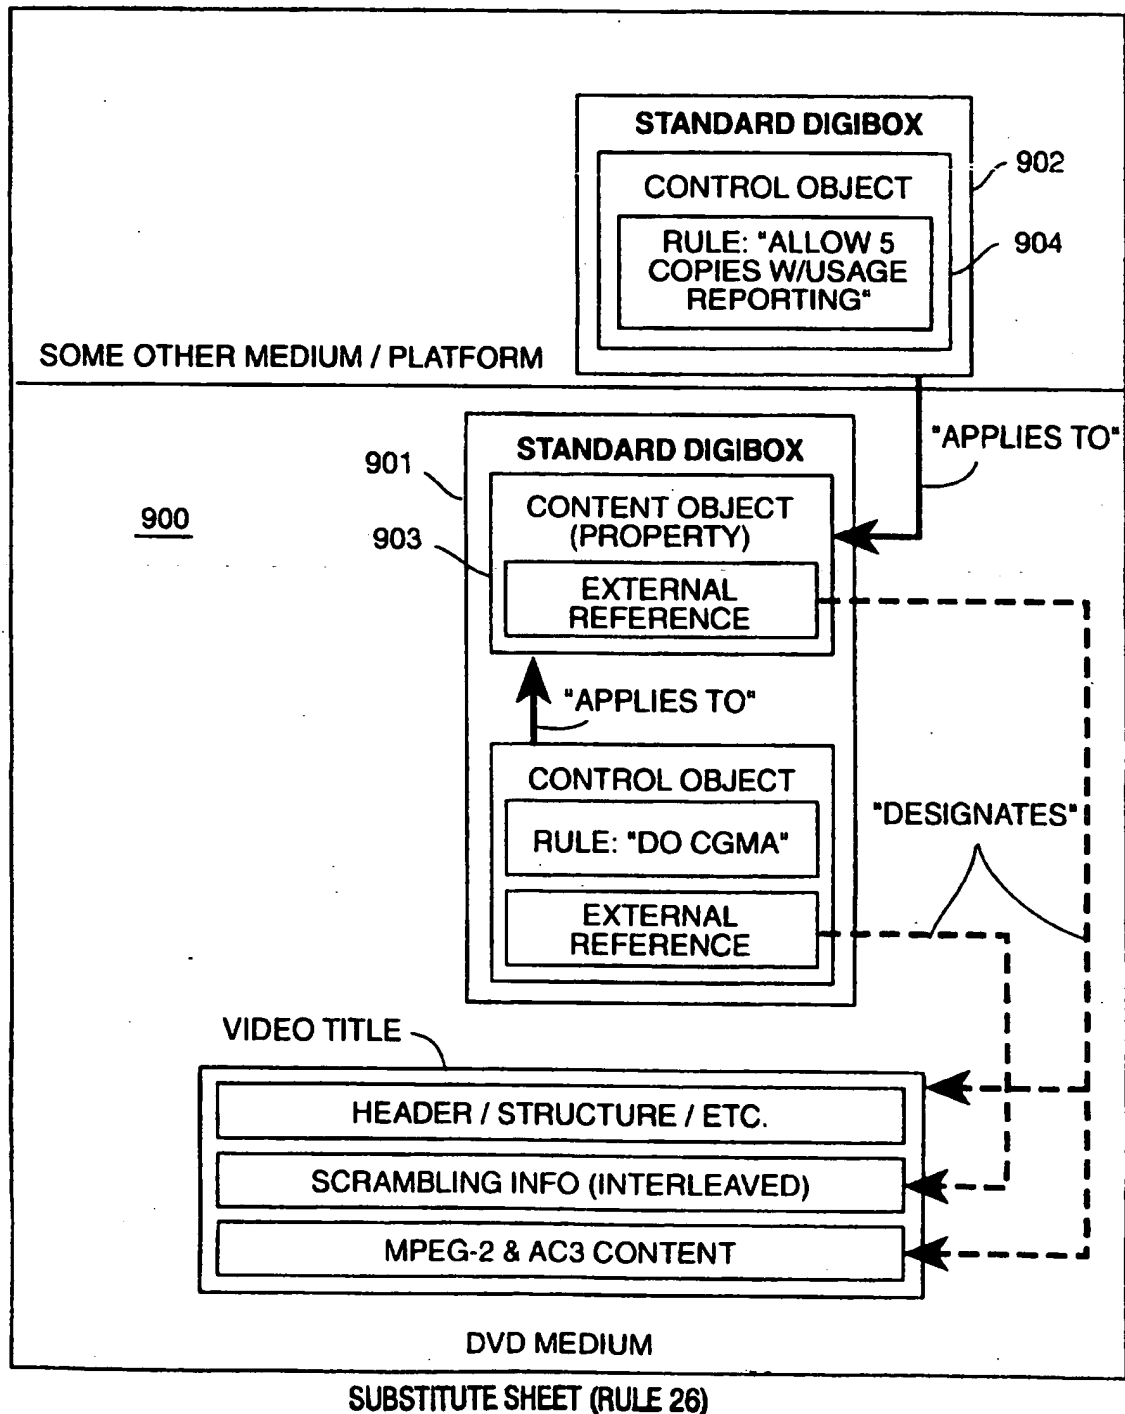 STANDARD DIGIBOX
902
CONTROL OBJECT
RULE: "ALLOW 5
COPIES W/USAGE
REPORTING"
904
SOME OTHER MEDIUM / PLATFORM
"APPLIES TO"
STANDARD DIGIBOX
901
CONTENT OBJECT
(PROPERTY)
900
903
EXTERNAL
REFERENCE
"APPLIES TO"
CONTROL OBJECT
"DESIGNATES"
RULE: "DO CGMA"
EXTERNAL
REFERENCE
VIDEO TITLE
HEADER / STRUCTURE / ETC.
SCRAMBLING INFO (INTERLEAVED)
MPEG-2 & AC3 CONTENT
DVD MEDIUM
SUBSTITUTE SHEET (RULE 26)